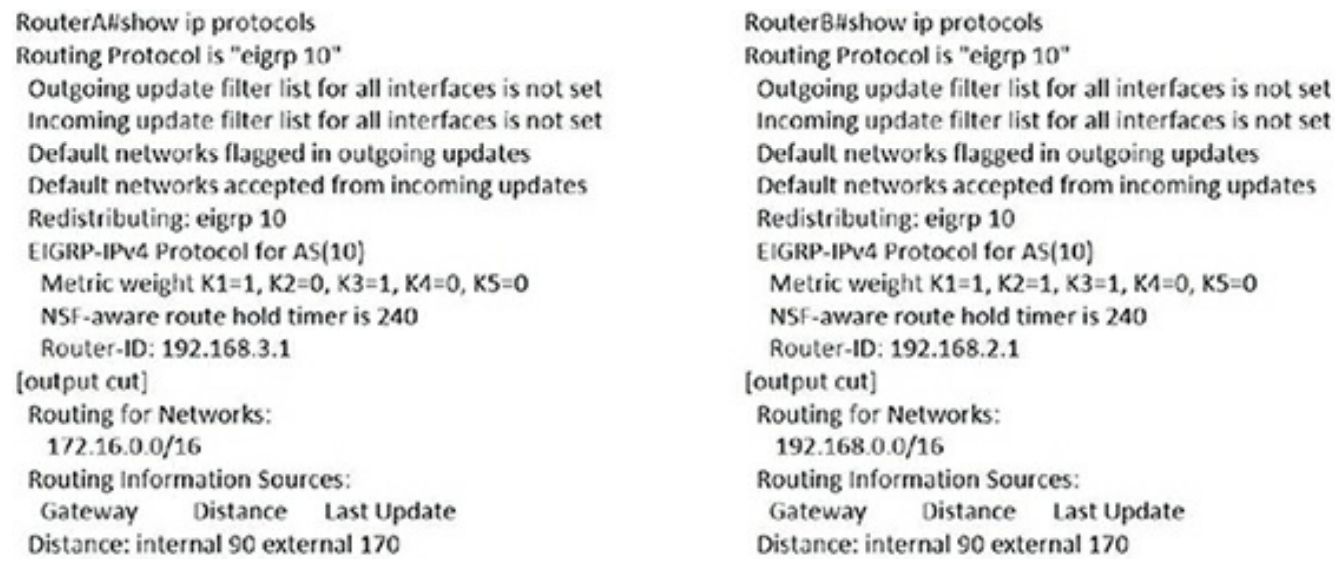 RouterA#show ip protocols
Routing Protocol is "eigrp 10"
Outgoing update filter list for all interfaces is not set
Incoming update filter list for all interfaces is not set
Default networks flagged in outgoing updates
Default networks accepted from incoming updates
Redistributing: eigrp 10
EIGRP-IPv4 Protocol for AS(10)
Metric weight K1=1, K2=0, K3=1, K4=0, K5=0
NSF-aware route hold timer is 240
Router-ID: 192.168.3.1
[output cut]
Routing for Networks:
172.16.0.0/16
Routing Information Sources:
Gateway Distance Last Update
Distance: internal 90 external 170
RouterB#show ip protocols
Routing Protocol is "eigrp 10"
Outgoing update filter list for all interfaces is not set
Incoming update filter list for all interfaces is not set
Default networks flagged in outgoing updates
Default networks accepted from incoming updates
Redistributing: eigrp 10
EIGRP-IPv4 Protocol for AS(10)
Metric weight K1=1, K2=1, K3=1, K4=0, K5=0
NSF-aware route hold timer is 240
Router-ID: 192.168.2.1
[output cut]
Routing for Networks:
192.168.0.0/16
Routing Information Sources:
Gateway Distance Last Update
Distance: internal 90 external 170